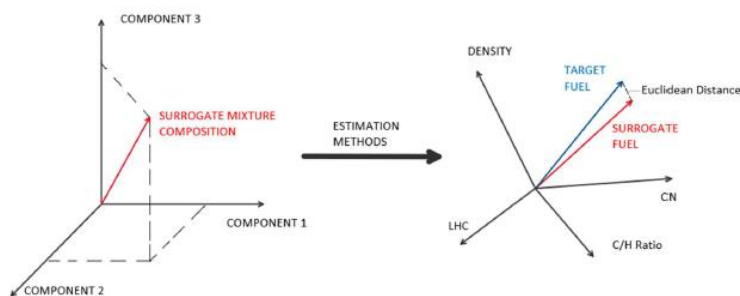 COMPONENT 3
SURROGATE MIXTURE
COMPOSITION
COMPONENT 1
COMPONENT 2
ESTIMATION
METHODS
DENSITY
TARGET
FUEL
Euclidean Distance
SURROGATE
FUEL
CN
LHC
C/H Ratio